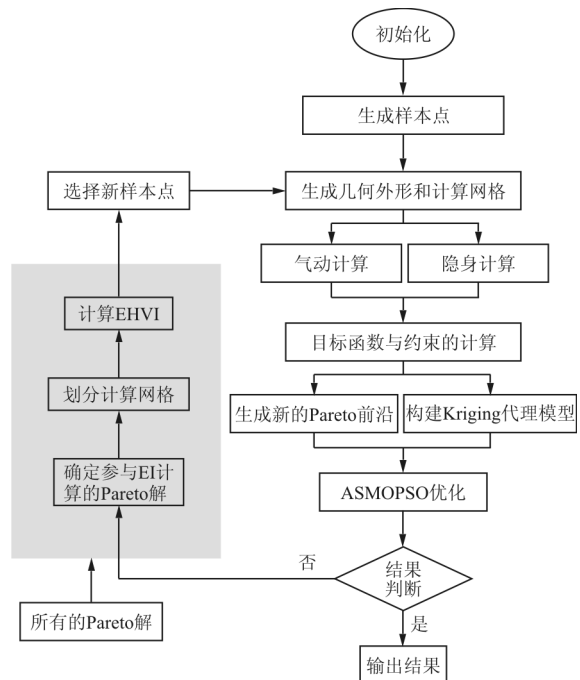 初始化
生成样本点
选择新样本点
生成几何外形和计算网格
气动计算
隐身计算
计算EHVI
目标函数与约束的计算
划分计算网格
生成新的Pareto前沿
构建Kriging代理模型
确定参与EI计
算的Pareto解
ASMOPSO优化
否
结果
判断
所有的Pareto解
是
输出结果